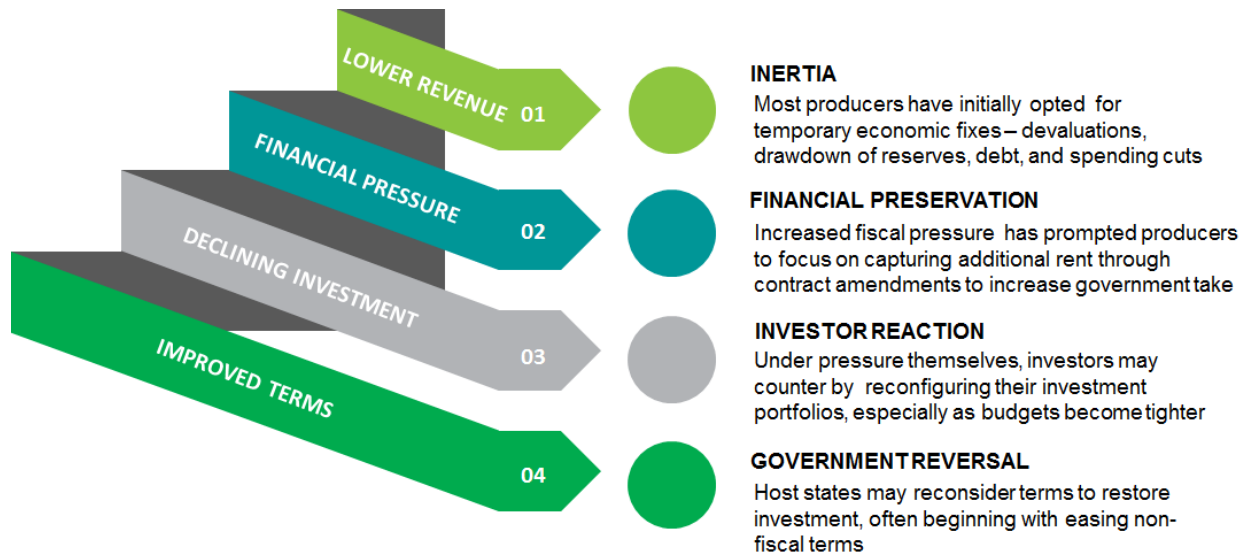 LOWER REVENUE 01
INERTIA
Most producers have initially opted for
temporary economic fixes – devaluations,
drawdown of reserves, debt, and spending cuts
FINANCIAL PRESSURE 02
FINANCIAL PRESERVATION
Increased fiscal pressure has prompted producers
to focus on capturing additional rent through
contract amendments to increase government take
DECLINING INVESTMENT 03
INVESTOR REACTION
Under pressure themselves, investors may
counter by reconfiguring their investment
portfolios, especially as budgets become tighter
IMPROVED TERMS 04
GOVERNMENT REVERSAL
Host states may reconsider terms to restore
investment, often beginning with easing non-
fiscal terms